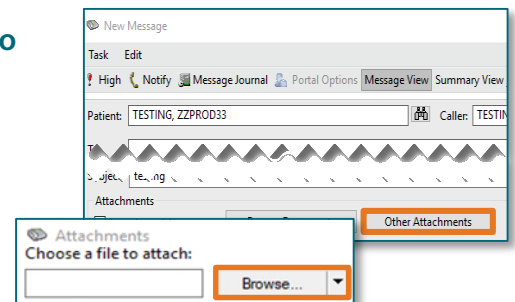 New Message
o
Task Edit
High Notify Message Journal Portal Options Message View Summary View
Patient: TESTING, ZZPROD33 Caller: TESTIN
testing
Attachments
Other Attachments
Attachments
Choose a file to attach:
Browse...